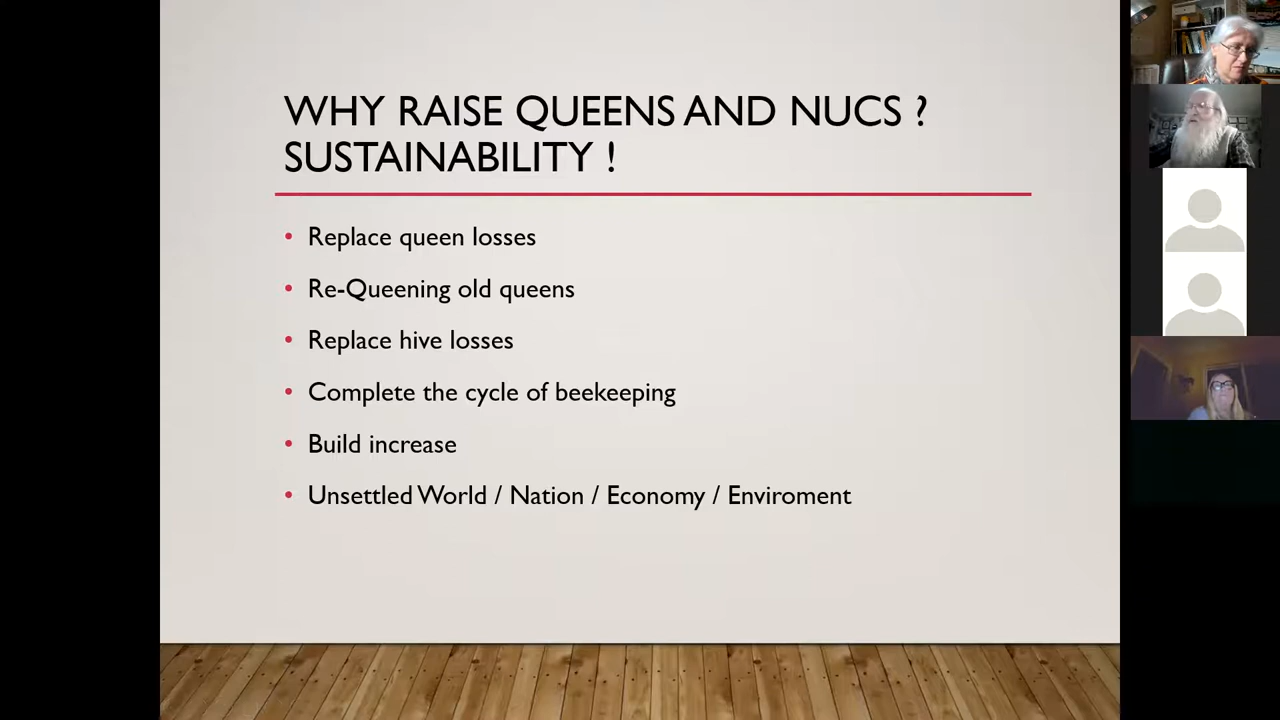 WHY RAISE QUEENS AND NUCS ?
SUSTAINABILITY !
• Replace queen losses
• Re-Queening old queens
• Replace hive losses
• Complete the cycle of beekeeping
• Build increase
• Unsettled World / Nation / Economy / Enviroment